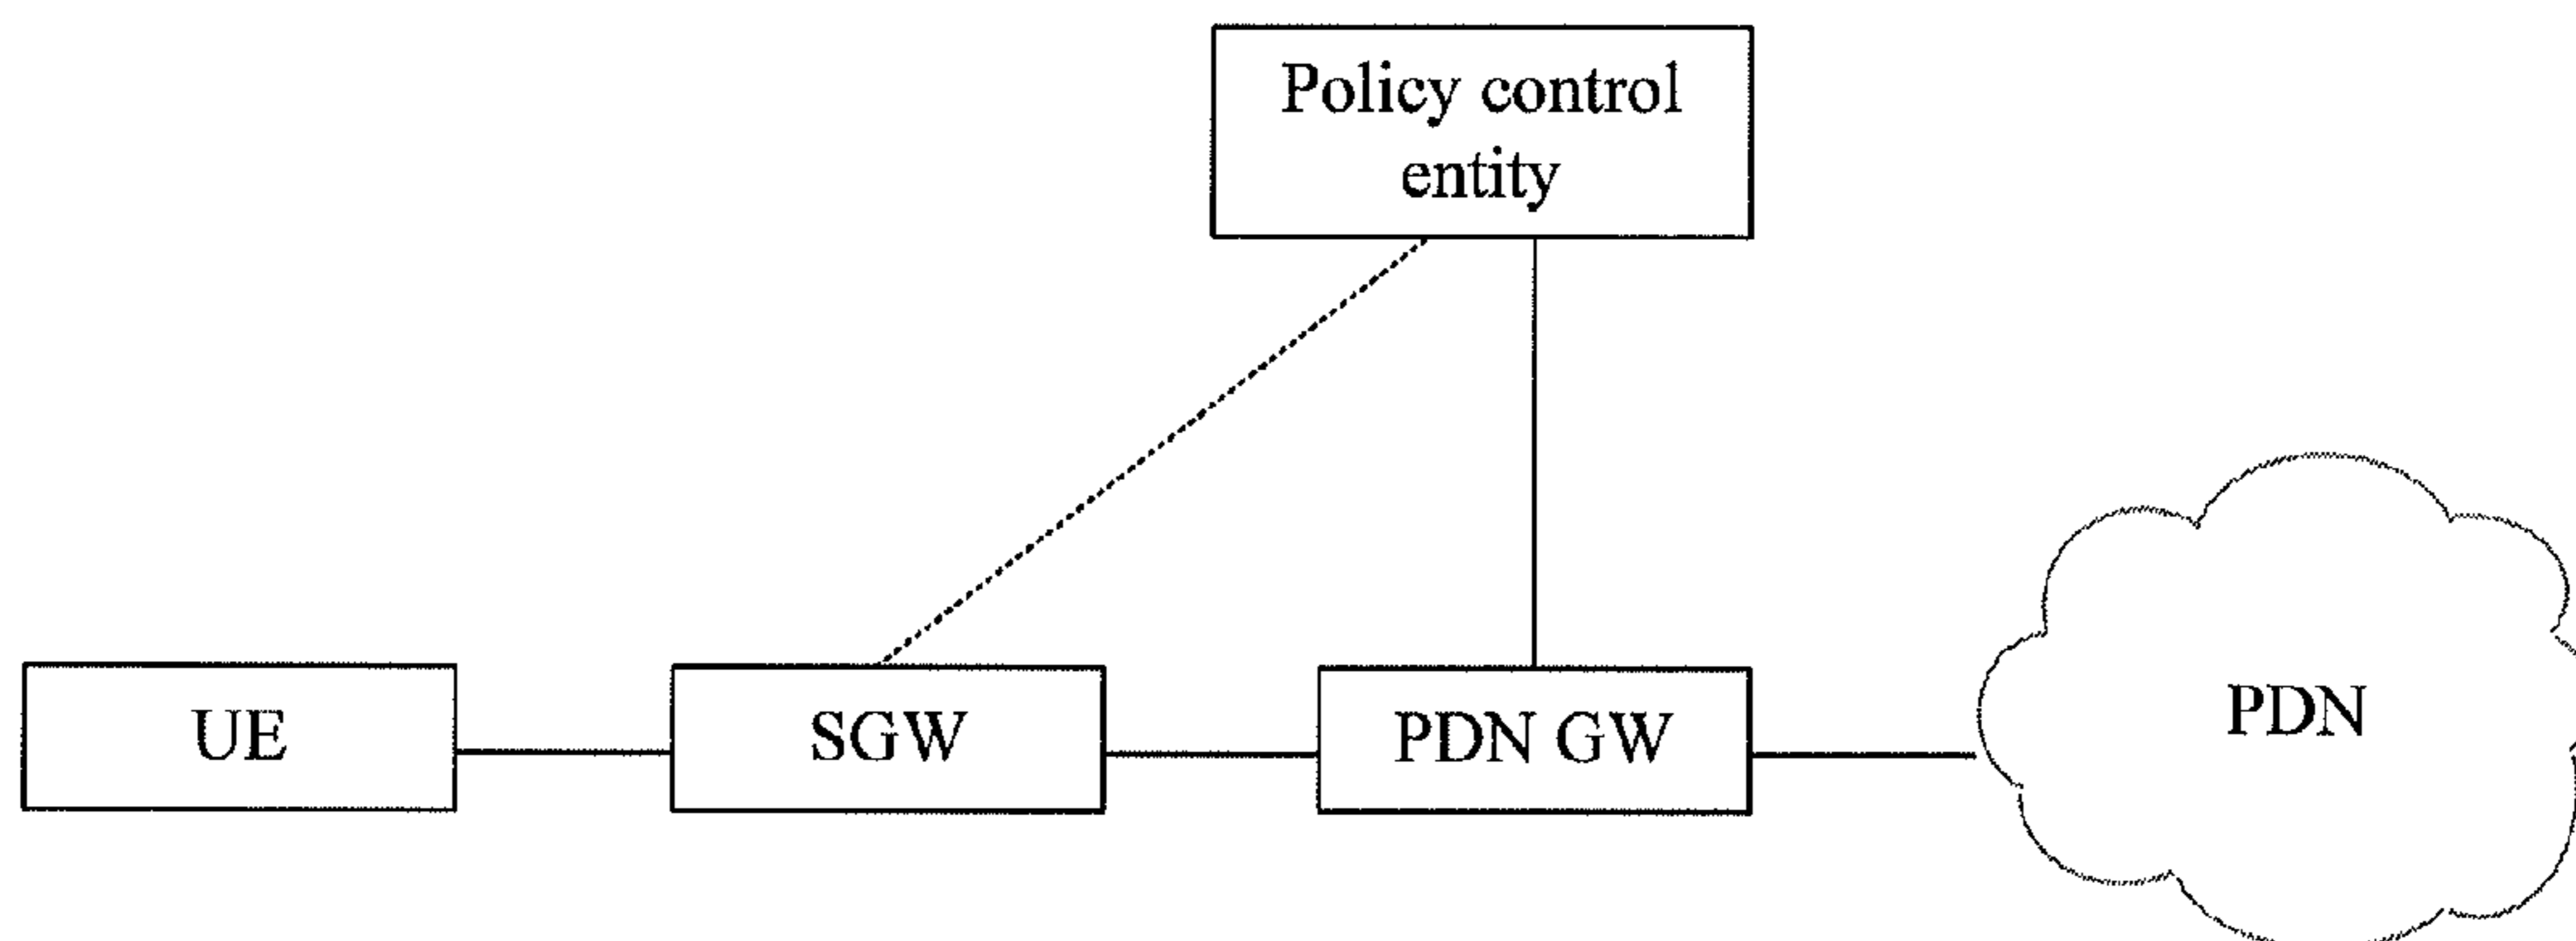 Policy control
entity
UE
SGW
PDN GW
PDN